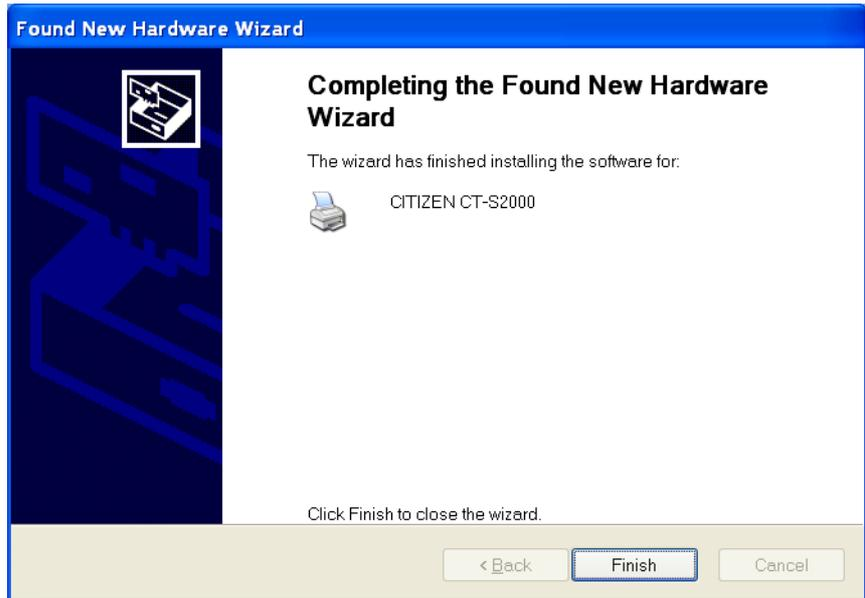 Found New Hardware Wizard
Completing the Found New Hardware
Wizard
The wizard has finished installing the software for:
CITIZEN CT-S2000
Click Finish to close the wizard.
< Back
Finish
Cancel